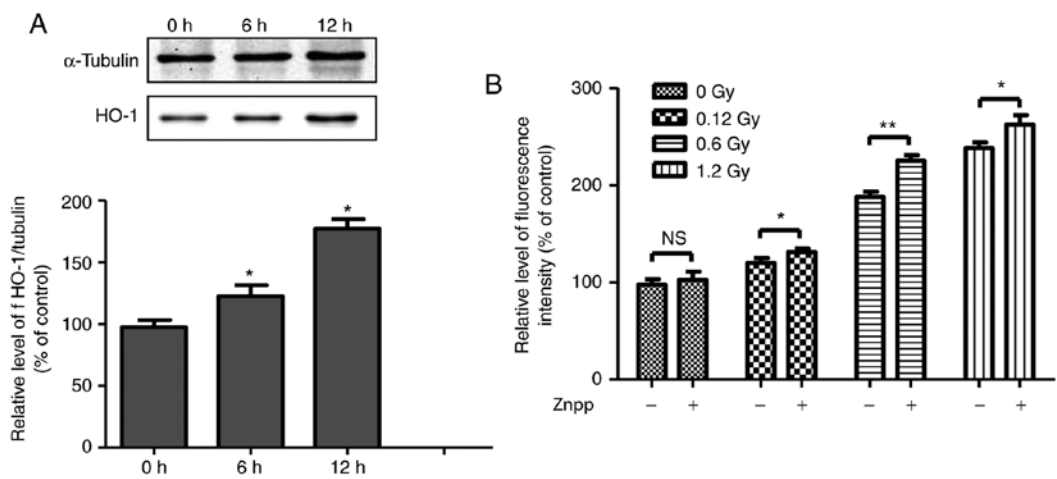 A
0 h 6 h 12 h
α-Tubulin
HO-1
Relative level of f HO-1/tubulin
(% of control)
200
150
100
50
0
*
*
0 h 6 h 12 h
B
Relative level of fluorescence
intensity (% of control)
300
200
100
0
0 Gy
0.12 Gy
0.6 Gy
1.2 Gy
NS
*
**
*
Znpp − + − + − + − +